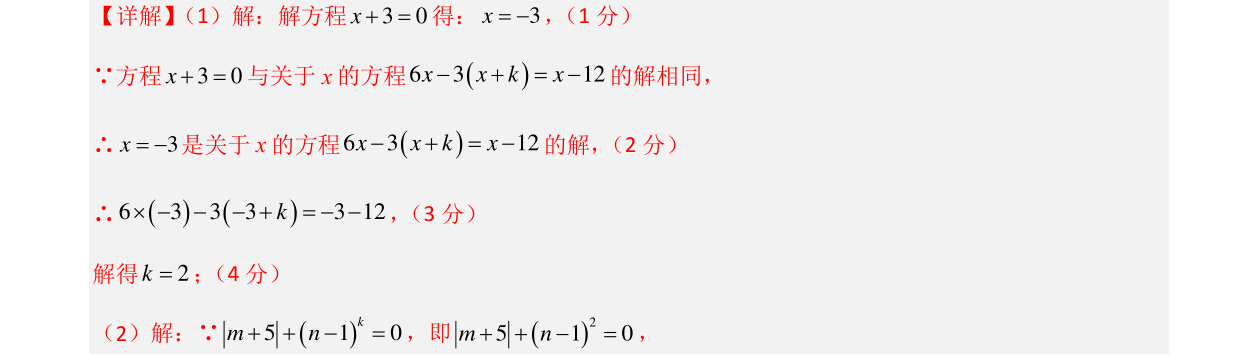 【详解】（1）解：解方程x+3=0得：x=-3，（1 分）
∵方程x+3=0与关于 x 的方程6x-3(x+k)=x-12的解相同，
∴x=-3是关于 x 的方程6x-3(x+k)=x-12的解，（2 分）
∴6×(-3)-3(-3+k)=-3-12，（3 分）
解得k=2；（4 分）
（2）解：∵|m+5|+(n-1)^k=0，即|m+5|+(n-1)^2=0，